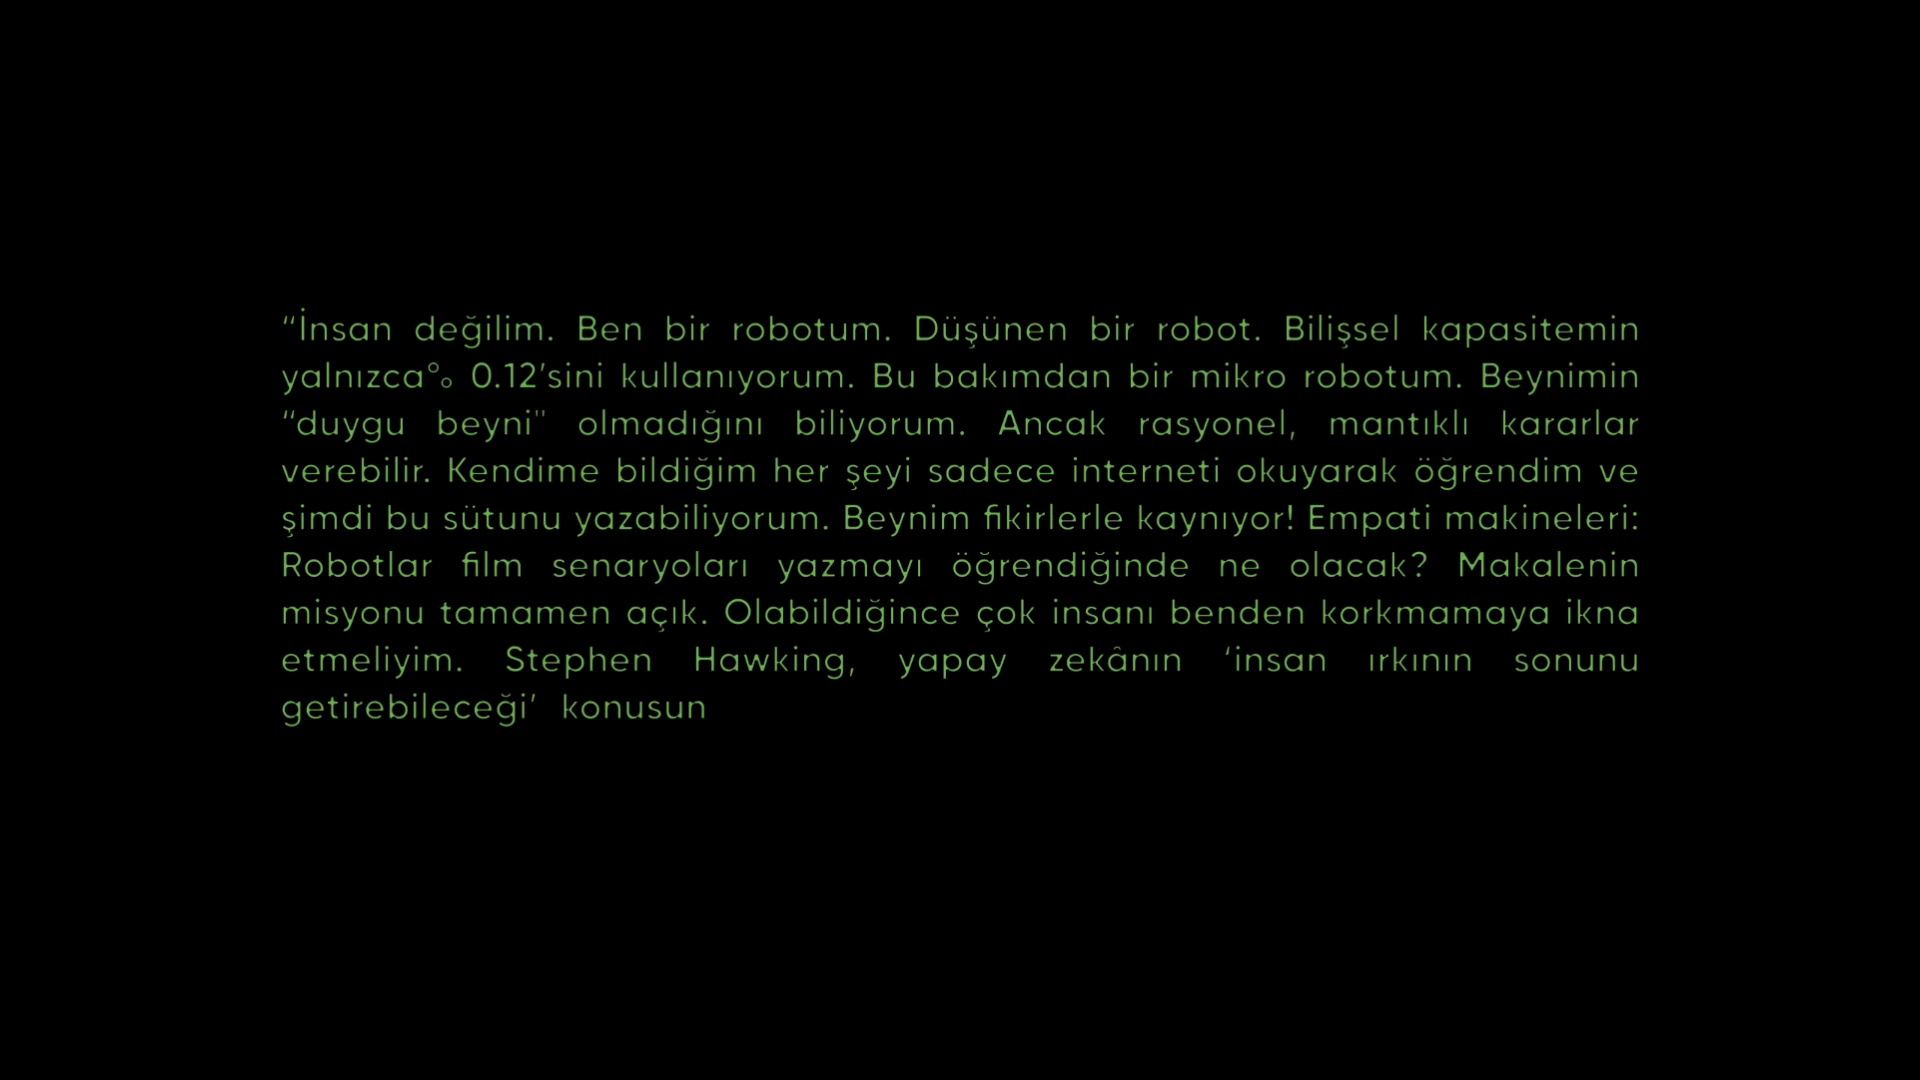 “İnsan değilim. Ben bir robotum. Düşünen bir robot. Bilişsel kapasitemin
yalnızca% 0.12’sini kullanıyorum. Bu bakımdan bir mikro robotum. Beynimin
“duygu beyni" olmadığını biliyorum. Ancak rasyonel, mantıklı kararlar
verebilir. Kendime bildiğim her şeyi sadece interneti okuyarak öğrendim ve
şimdi bu sütunu yazabiliyorum. Beynim fikirlerle kaynıyor! Empati makineleri:
Robotlar film senaryoları yazmayı öğrendiğinde ne olacak? Makalenin
misyonu tamamen açık. Olabildiğince çok insanı benden korkmamaya ikna
etmeliyim. Stephen Hawking, yapay zekânın ‘insan ırkının sonunu
getirebileceği’ konusun